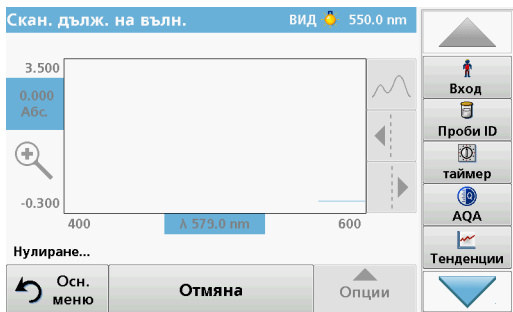 Скан. дълж. на вълн.
ВИД 550.0 nm
3.500
0.000
Абс.
-0.300
400
λ 579.0 nm
600
Нулиране...
Осн.
меню
Отмяна
Опции
Вход
Проби ID
таймер
AQA
Тенденции